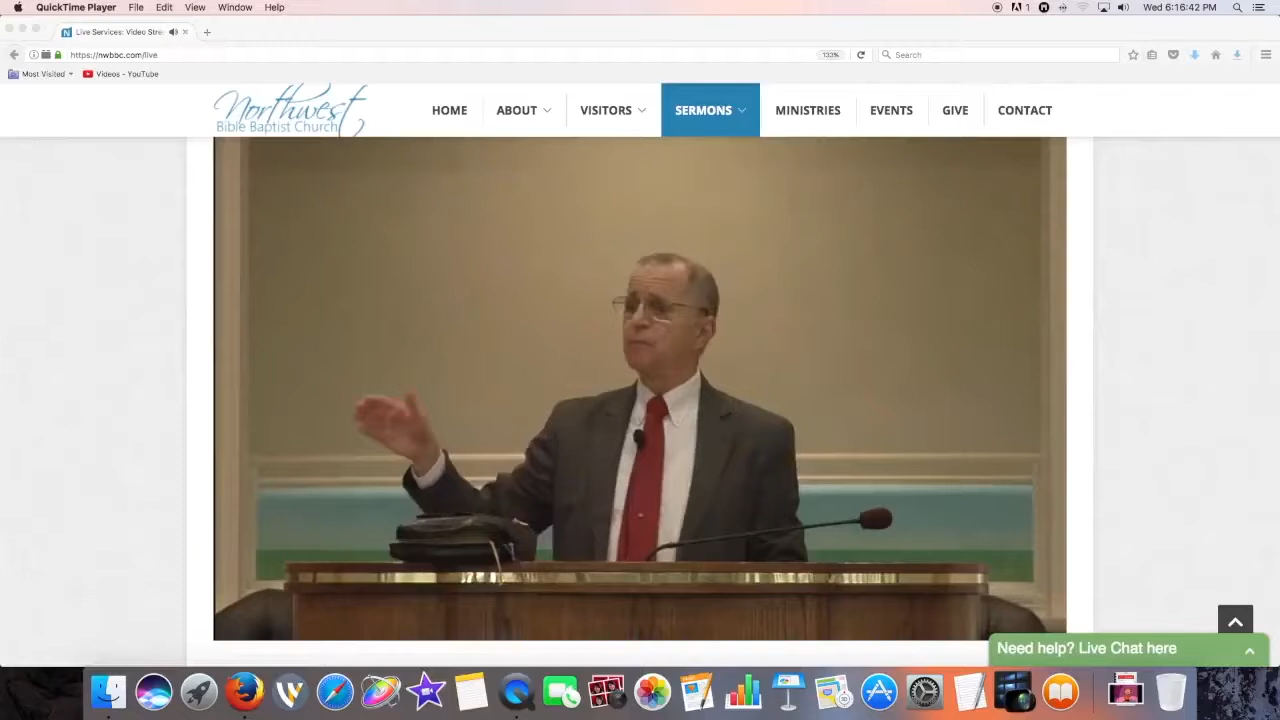 QuickTime Player File Edit View Window Help 1 Wed 6:16:42 PM
Live Services: Video Stre
https://nwbbc.com/live 133% Search
Most Visited Videos - YouTube
Northwest
Bible Baptist Church
HOME ABOUT VISITORS SERMONS MINISTRIES EVENTS GIVE CONTACT
Need help? Live Chat here